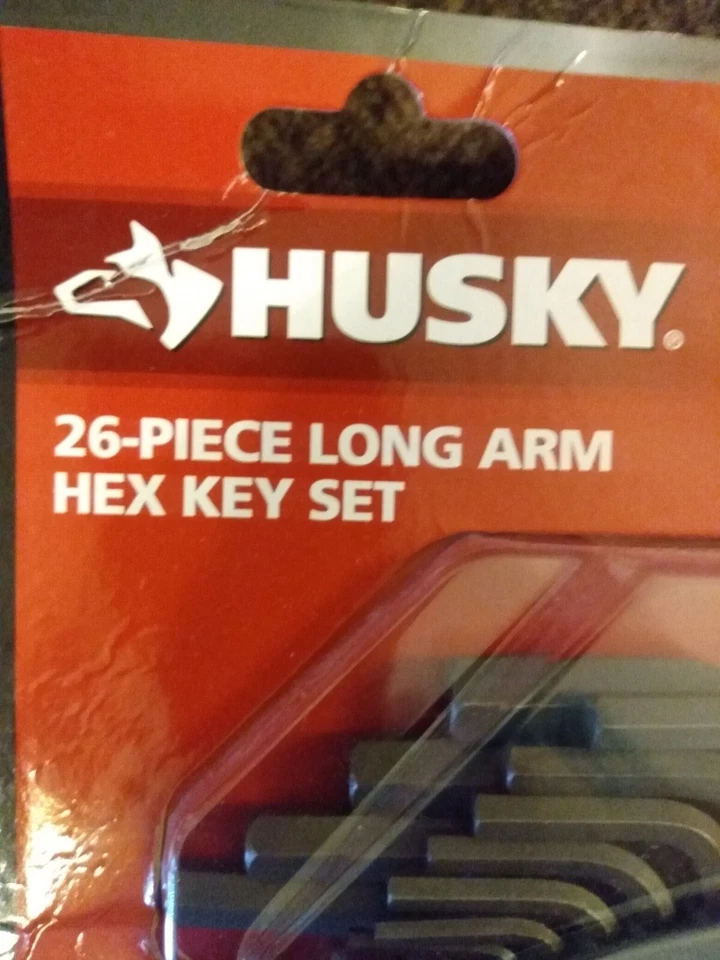 HUSKY®
26-PIECE LONG ARM
HEX KEY SET